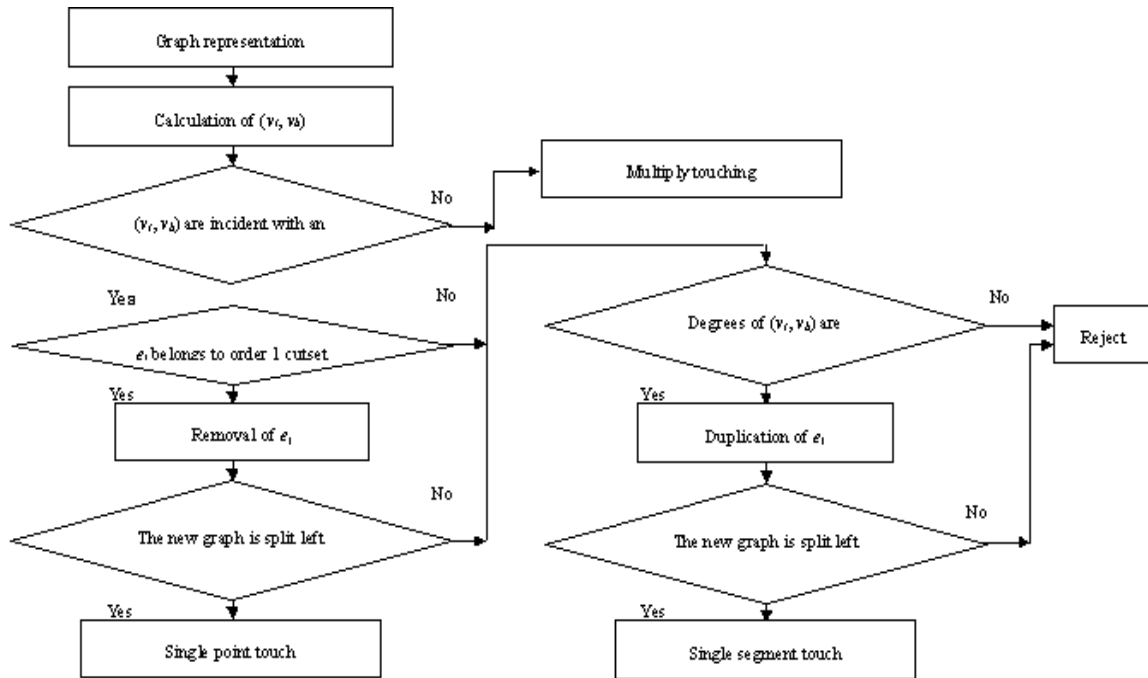 Graph representation
Calculation of (vₜ, vₕ)
No
Multiply touching
(vₜ, vₕ) are incident with an
Yes
No
eₜ belongs to order 1 cutset
Yes
Removal of eₜ
No
The new graph is split left
Yes
Single point touch
Degrees of (vₜ, vₕ) are
No
Reject
Yes
Duplication of eₜ
No
The new graph is split left
Yes
Single segment touch